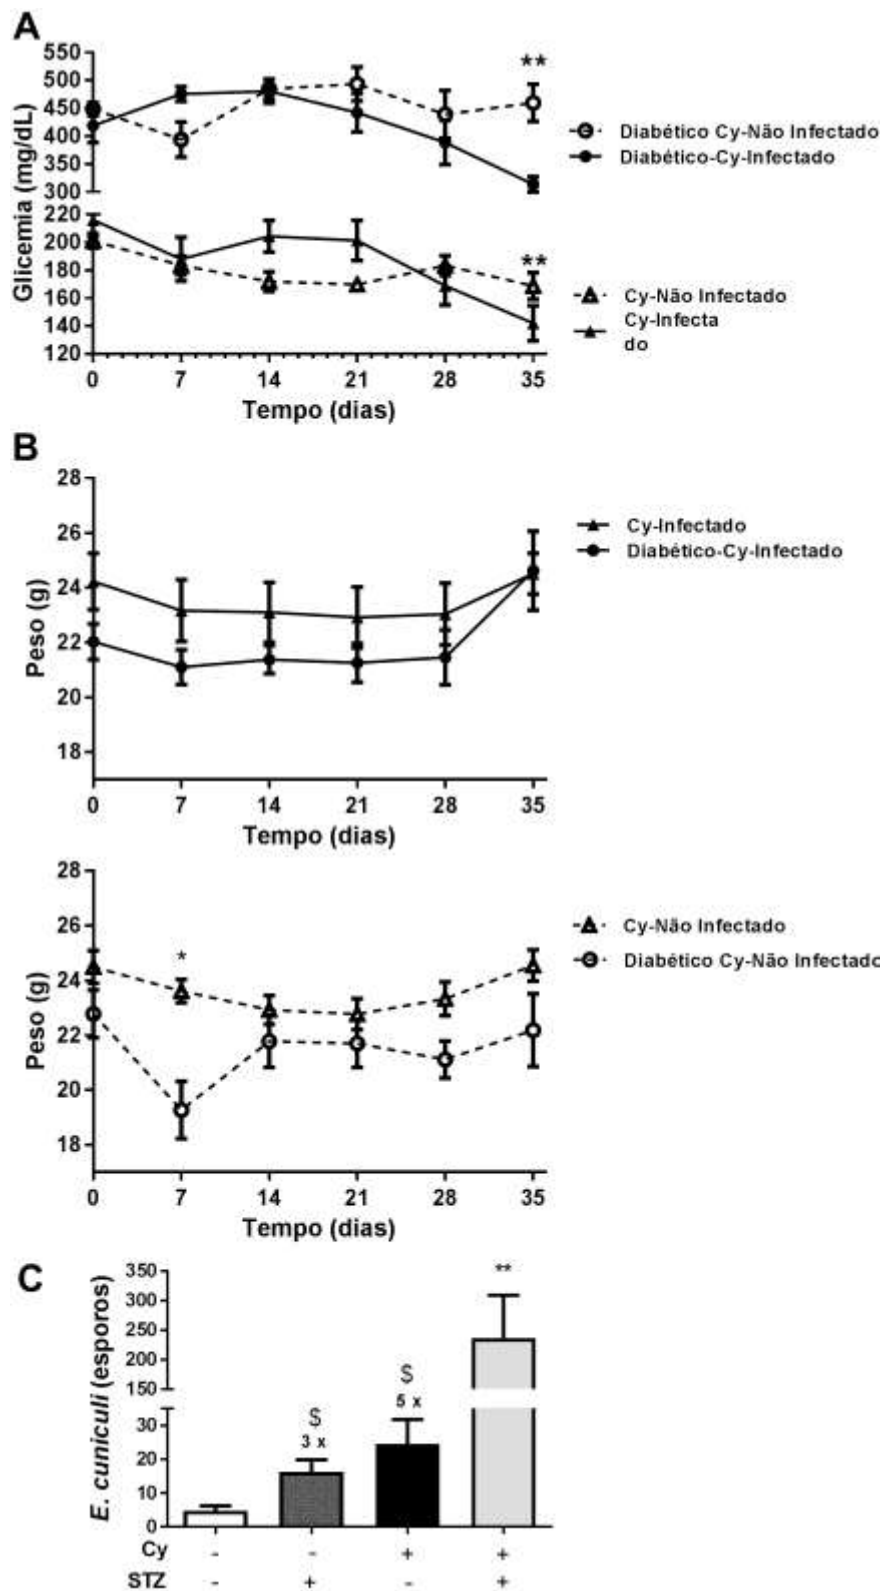 A
550
500
450
400
350
300
220
200
180
160
140
120
Glicemia (mg/dL)
**
**
0 7 14 21 28 35
Tempo (dias)
Diabético Cy-Não Infectado
Diabético-Cy-Infectado
Cy-Não Infectado
Cy-Infecta
do
B
28
26
24
22
20
18
Peso (g)
0 7 14 21 28 35
Tempo (dias)
Cy-Infectado
Diabético-Cy-Infectado
28
26
24
22
20
18
Peso (g)
*
0 7 14 21 28 35
Tempo (dias)
Cy-Não Infectado
Diabético Cy-Não Infectado
C
350
300
250
200
150
30
20
10
0
E. cuniculi (esporos)
**
$ $
3 x 5 x
Cy - - + +
STZ - + - +